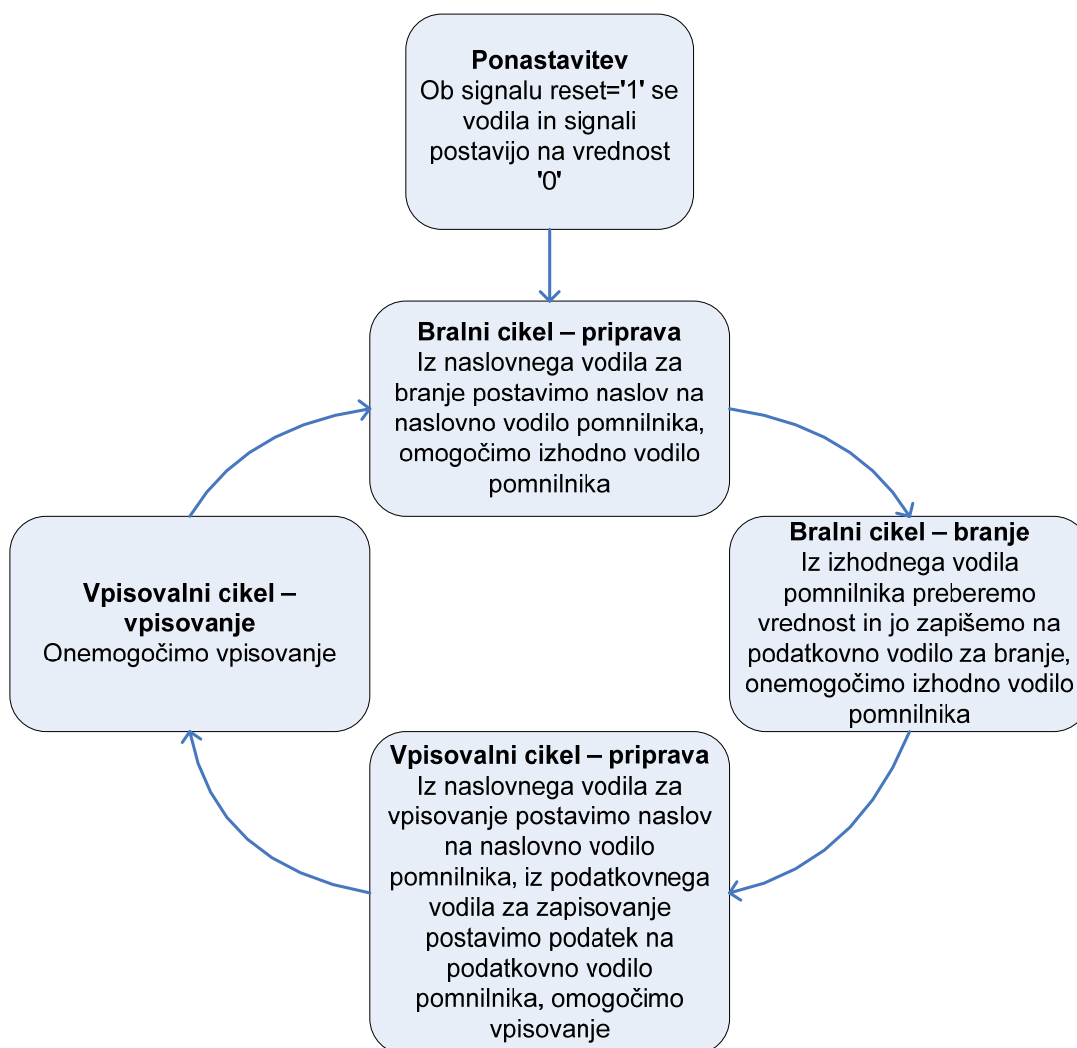 Ponastavitev
Ob signalu reset='1' se
vodila in signali
postavijo na vrednost
'0'
Bralni cikel – priprava
Iz naslovnega vodila za
branje postavimo naslov na
naslovno vodilo pomnilnika,
omogočimo izhodno vodilo
pomnilnika
Bralni cikel – branje
Iz izhodnega vodila
pomnilnika preberemo
vrednost in jo zapišemo na
podatkovno vodilo za branje,
onemogočimo izhodno vodilo
pomnilnika
Vpisovalni cikel –
vpisovanje
Onemogočimo vpisovanje
Vpisovalni cikel – priprava
Iz naslovnega vodila za
vpisovanje postavimo naslov
na naslovno vodilo
pomnilnika, iz podatkovnega
vodila za zapisovanje
postavimo podatek na
podatkovno vodilo
pomnilnika, omogočimo
vpisovanje